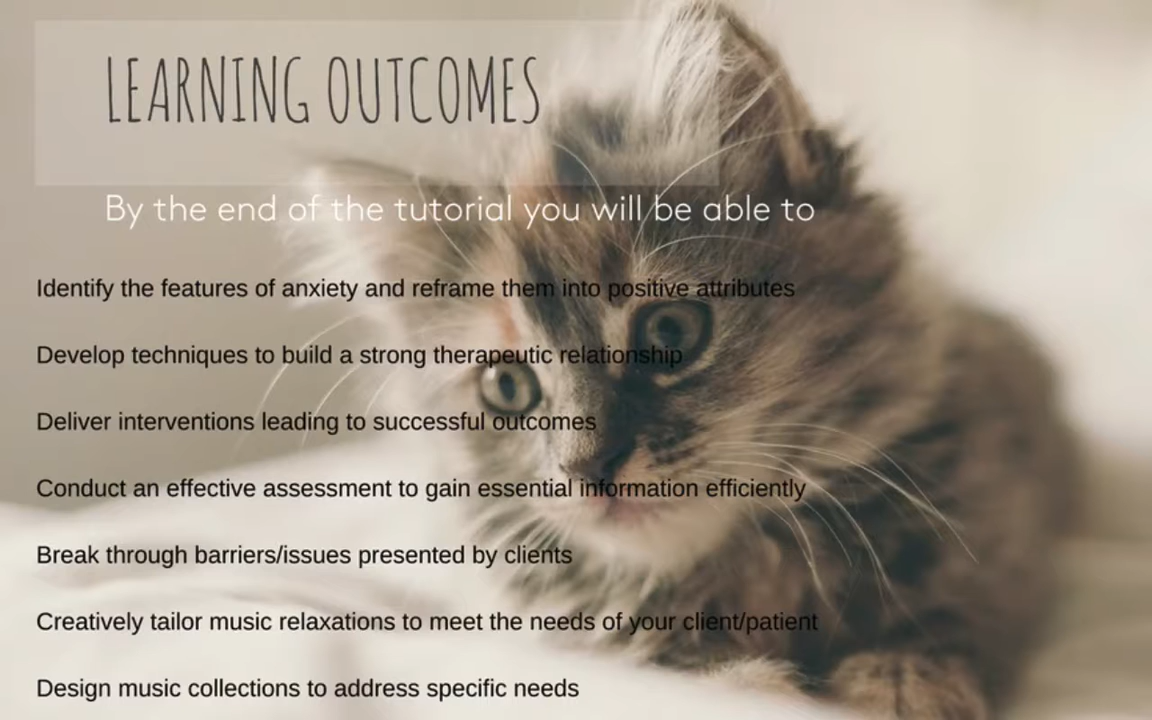 LEARNING OUTCOMES
By the end of the tutorial you will be able to
Identify the features of anxiety and reframe them into positive attributes
Develop techniques to build a strong therapeutic relationship
Deliver interventions leading to successful outcomes
Conduct an effective assessment to gain essential information efficiently
Break through barriers/issues presented by clients
Creatively tailor music relaxations to meet the needs of your client/patient
Design music collections to address specific needs